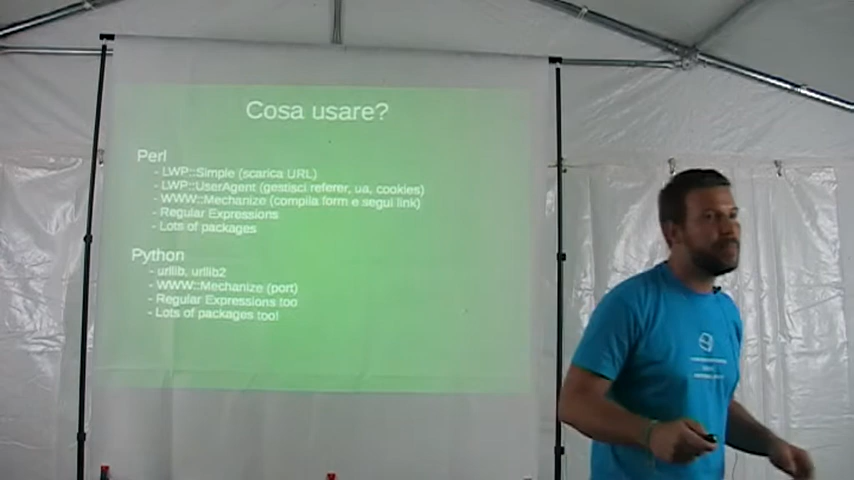 Cosa usare?
Perl
- LWP::Simple (scarica URL)
- LWP::UserAgent (gestisci referer, ua, cookies)
- WWW::Mechanize (compila form e segui link)
- Regular Expressions
- Lots of packages
Python
- urllib, urllib2
- WWW::Mechanize (port)
- Regular Expressions too
- Lots of packages too!